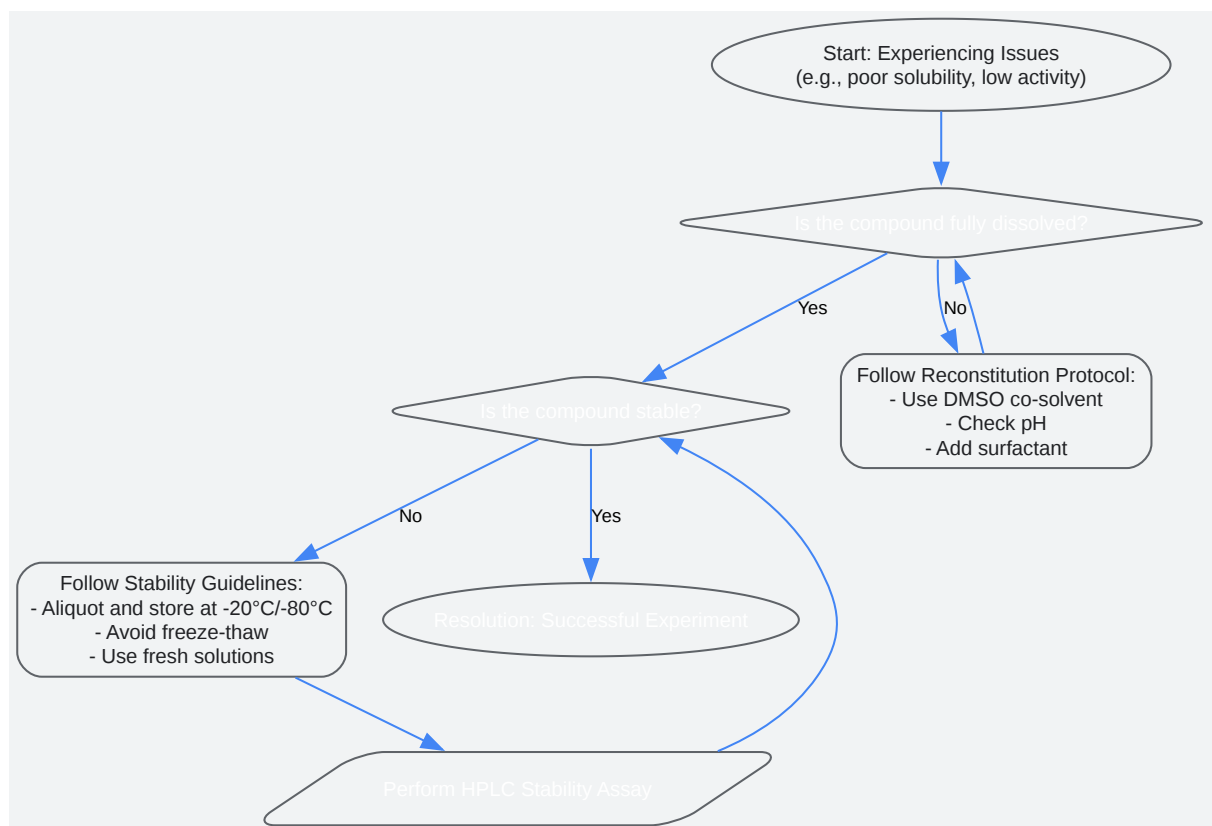 Start: Experiencing Issues
(e.g., poor solubility, low activity)
Is the compound fully dissolved?
Yes
No
Follow Reconstitution Protocol:
- Use DMSO co-solvent
- Check pH
- Add surfactant
Is the compound stable?
No
Yes
Follow Stability Guidelines:
- Aliquot and store at -20°C/-80°C
- Avoid freeze-thaw
- Use fresh solutions
Resolution: Successful Experiment
Perform HPLC Stability Assay